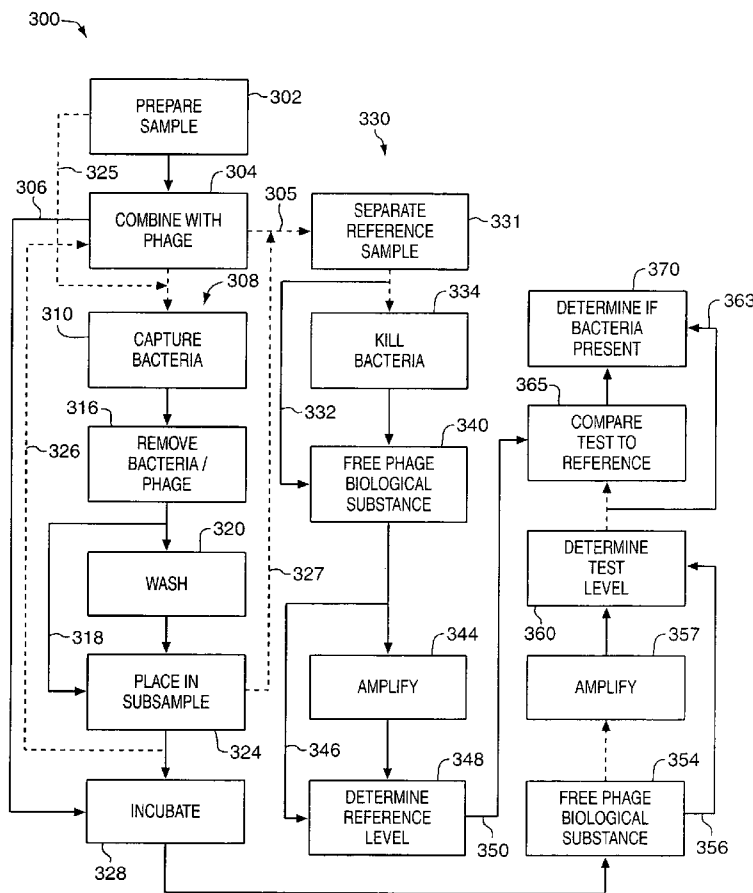 300
PREPARE
SAMPLE
302
325
306
304
COMBINE WITH
PHAGE
305
308
310
CAPTURE
BACTERIA
316
REMOVE
BACTERIA /
PHAGE
326
320
WASH
318
327
PLACE IN
SUBSAMPLE
324
INCUBATE
328
330
SEPARATE
REFERENCE
SAMPLE
331
334
KILL
BACTERIA
332
340
FREE PHAGE
BIOLOGICAL
SUBSTANCE
344
AMPLIFY
346
348
DETERMINE
REFERENCE
LEVEL
350
370
363
DETERMINE IF
BACTERIA
PRESENT
365
COMPARE
TEST TO
REFERENCE
DETERMINE
TEST
LEVEL
360
357
AMPLIFY
354
FREE PHAGE
BIOLOGICAL
SUBSTANCE
356